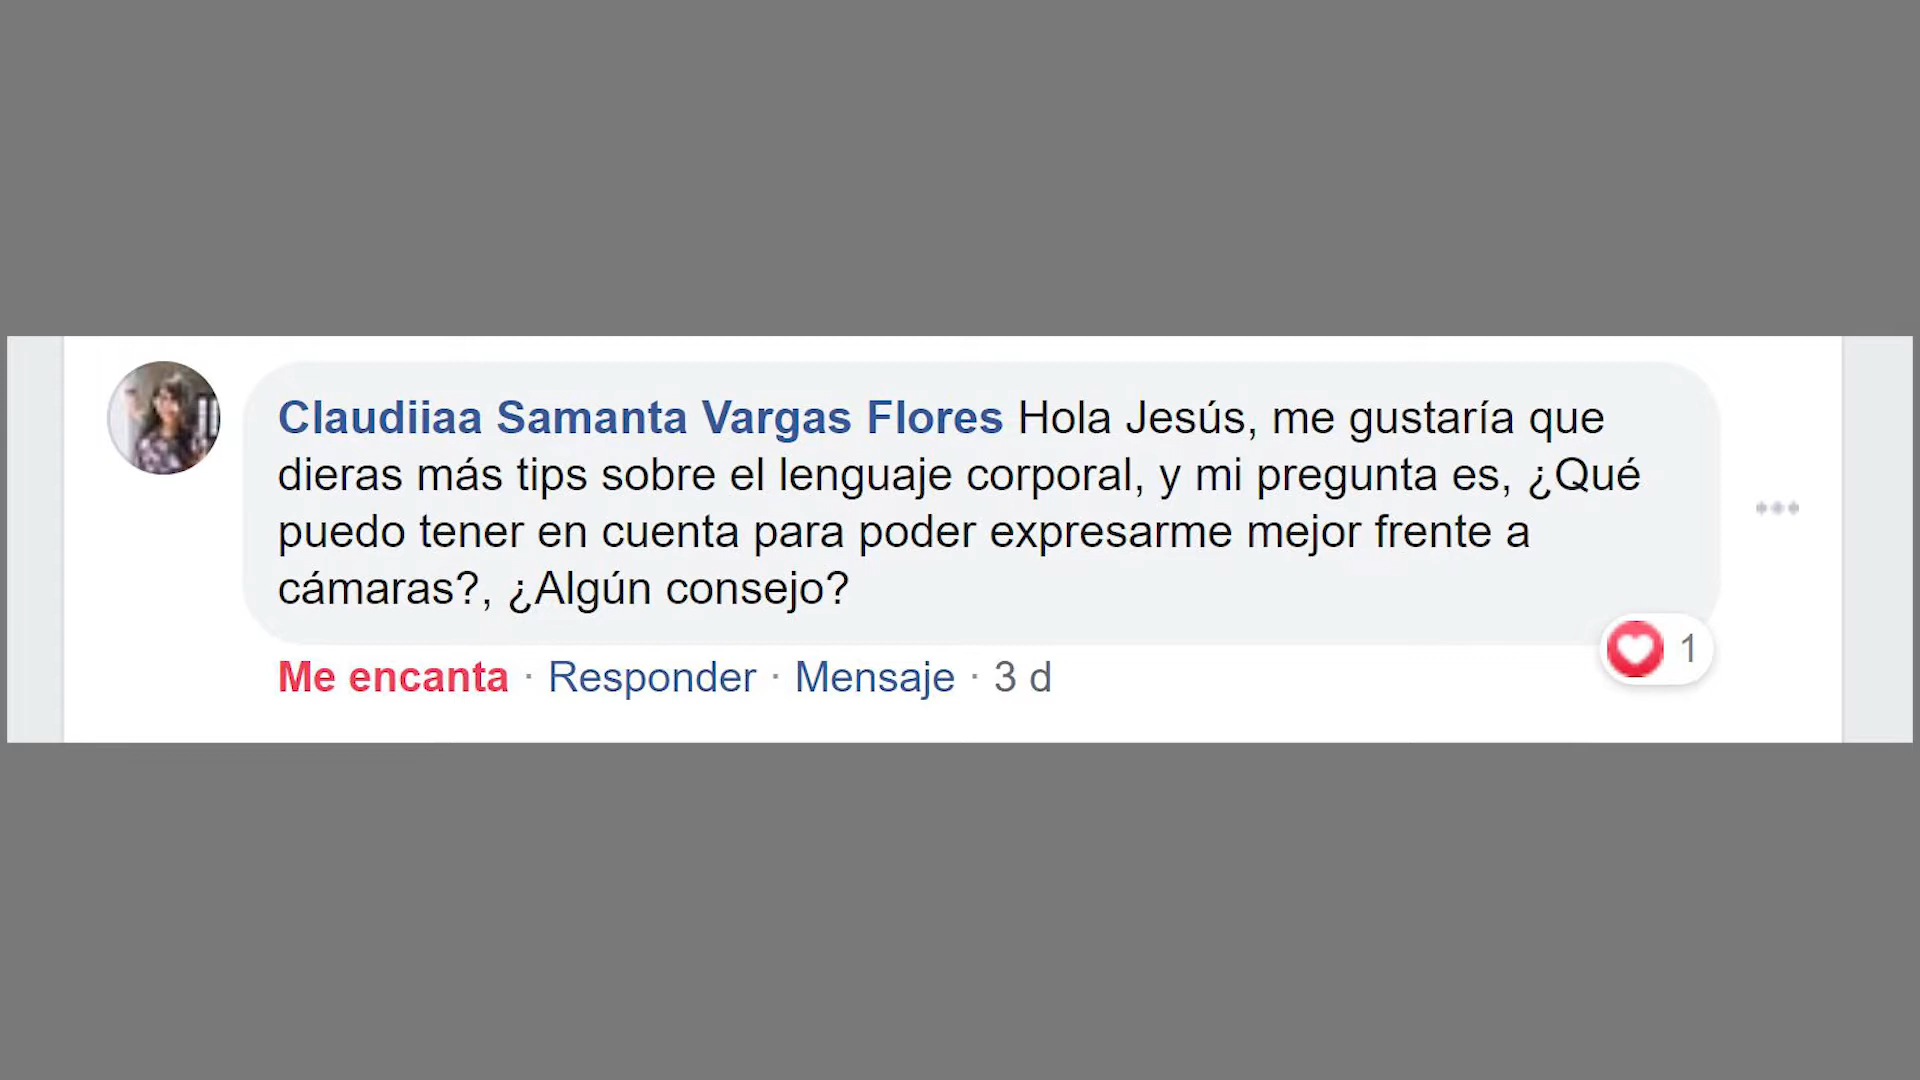 Claudiiaa Samanta Vargas Flores Hola Jesús, me gustaría que
dieras más tips sobre el lenguaje corporal, y mi pregunta es, ¿Qué
puedo tener en cuenta para poder expresarme mejor frente a
cámaras?, ¿Algún consejo?
1
Me encanta · Responder · Mensaje · 3 d